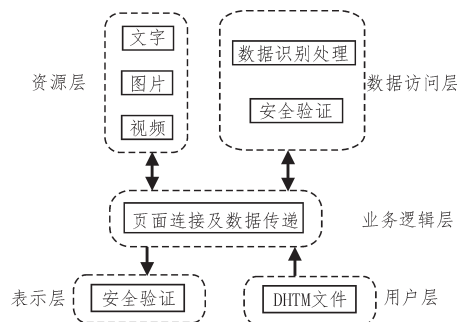 文字
资源层
图片
视频
数据识别处理
数据访问层
安全验证
页面连接及数据传递
业务逻辑层
表示层
安全验证
DHTM文件
用户层